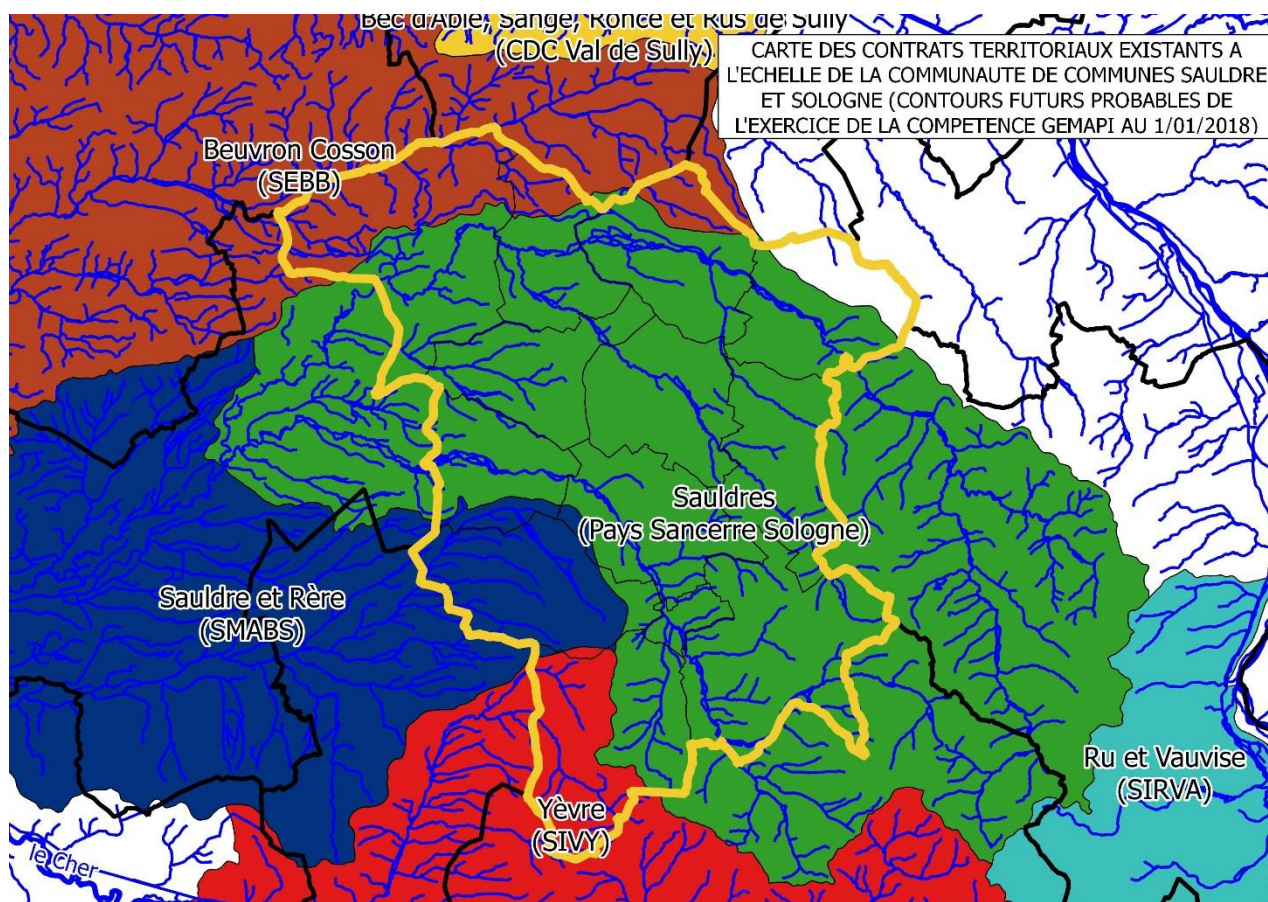 Bec d'Able, Sange, Ronce et Rus de Sully
(CDC Val de Sully)
CARTE DES CONTRATS TERRITORIAUX EXISTANTS A
L'ECHELLE DE LA COMMUNAUTE DE COMMUNES SAULDRE
ET SOLOGNE (CONTOURS FUTURS PROBABLES DE
L'EXERCICE DE LA COMPETENCE GEMAPI AU 1/01/2018)
Beuvron Cosson
(SEBB)
Sauldres
(Pays Sancerre Sologne)
Sauldre et Rère
(SMABS)
Ru et Vauvise
(SIRVA)
Yèvre
(SIVY)
le Cher